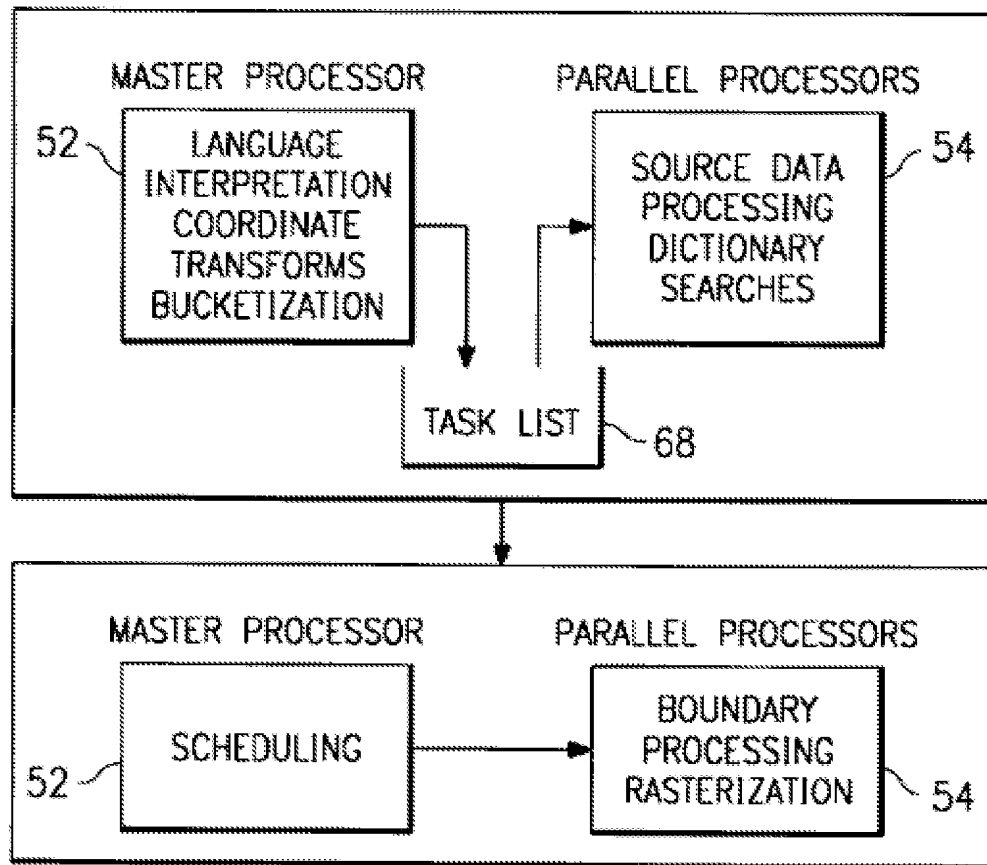 MASTER PROCESSOR
PARALLEL PROCESSORS
52
LANGUAGE
INTERPRETATION
COORDINATE
TRANSFORMS
BUCKETIZATION
SOURCE DATA
PROCESSING
DICTIONARY
SEARCHES
54
TASK LIST
68
MASTER PROCESSOR
PARALLEL PROCESSORS
52
SCHEDULING
BOUNDARY
PROCESSING
RASTERIZATION
54